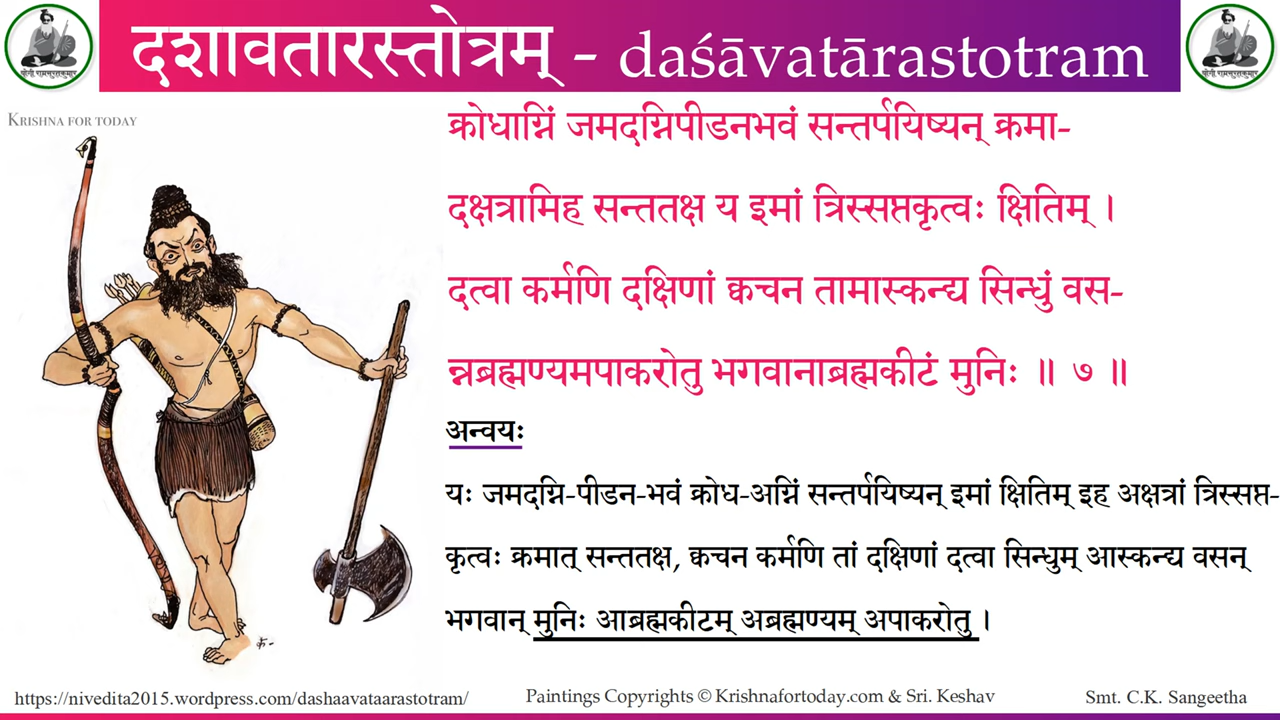 दशावतारस्तोत्रम् - daśāvatārastotram
योगी रामसुरतकुमार
योगी रामसुरतकुमार
KRISHNA FOR TODAY
क्रोधाग्निं जमदग्निपीडनभवं सन्तर्पयिष्यन् क्रमा-
दक्षत्रामिह सन्ततक्ष य इमां त्रिस्सप्तकृत्वः क्षितिम् ।
दत्वा कर्मणि दक्षिणां क्वचन तामास्कन्द्य सिन्धुं वस-
न्नब्रह्मण्यमपाकरोतु भगवानाब्रह्मकीटं मुनिः ॥ ७ ॥
अन्वयः
यः जमदग्नि-पीडन-भवं क्रोध-अग्निं सन्तर्पयिष्यन् इमां क्षितिम् इह अक्षत्रां त्रिस्सप्त-
कृत्वः क्रमात् सन्ततक्ष, क्वचन कर्मणि तां दक्षिणां दत्वा सिन्धुम् आस्कन्द्य वसन्
भगवान् मुनिः आब्रह्मकीटम् अब्रह्मण्यम् अपाकरोतु ।
https://nivedita2015.wordpress.com/dashaavataarastotram/
Paintings Copyrights © Krishnafortoday.com & Sri. Keshav
Smt. C.K. Sangeetha